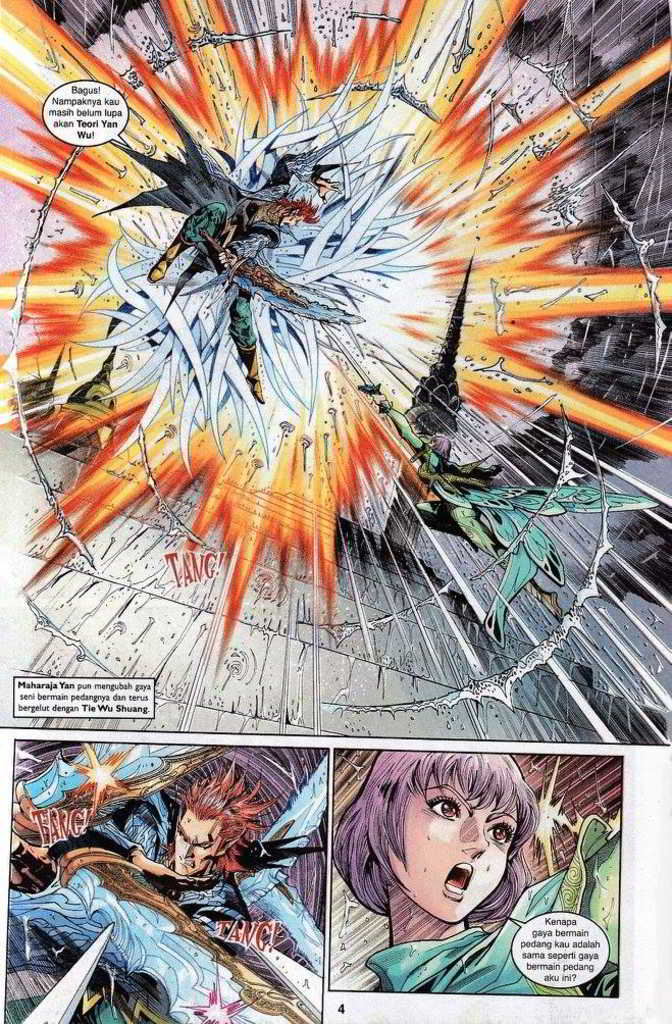 Bagus!
Nampaknya kau
masih belum lupa
akan Teori Yan
Wu!
TANG!
Maharaja Yan pun mengubah gaya
seni bermain pedangnya dan terus
bergelut dengan Tie Wu Shuang.
TANG!
TANG!
Kenapa
gaya bermain
pedang kau adalah
sama seperti gaya
bermain pedang
aku ini?
4